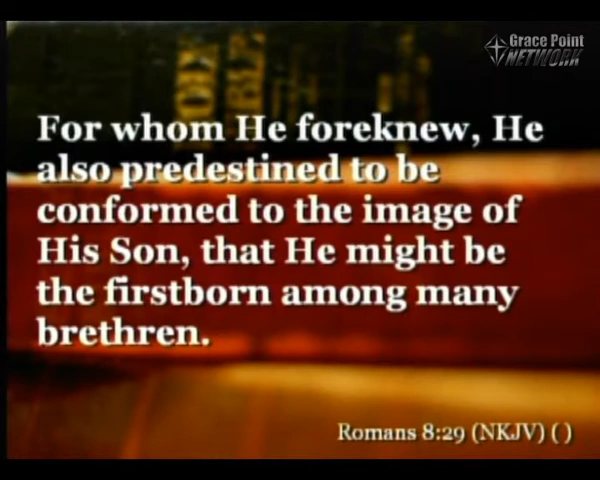 Grace Point
NETWORK
For whom He foreknew, He
also predestined to be
conformed to the image of
His Son, that He might be
the firstborn among many
brethren.
Romans 8:29 (NKJV) ( )